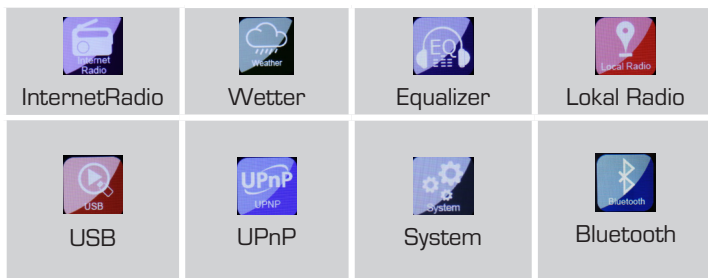 Internet
Radio
InternetRadio
Weather
Wetter
EQ
Equalizer
Local Radio
Lokal Radio
USB
USB
UPnP
UPNP
UPnP
System
System
Bluetooth
Bluetooth